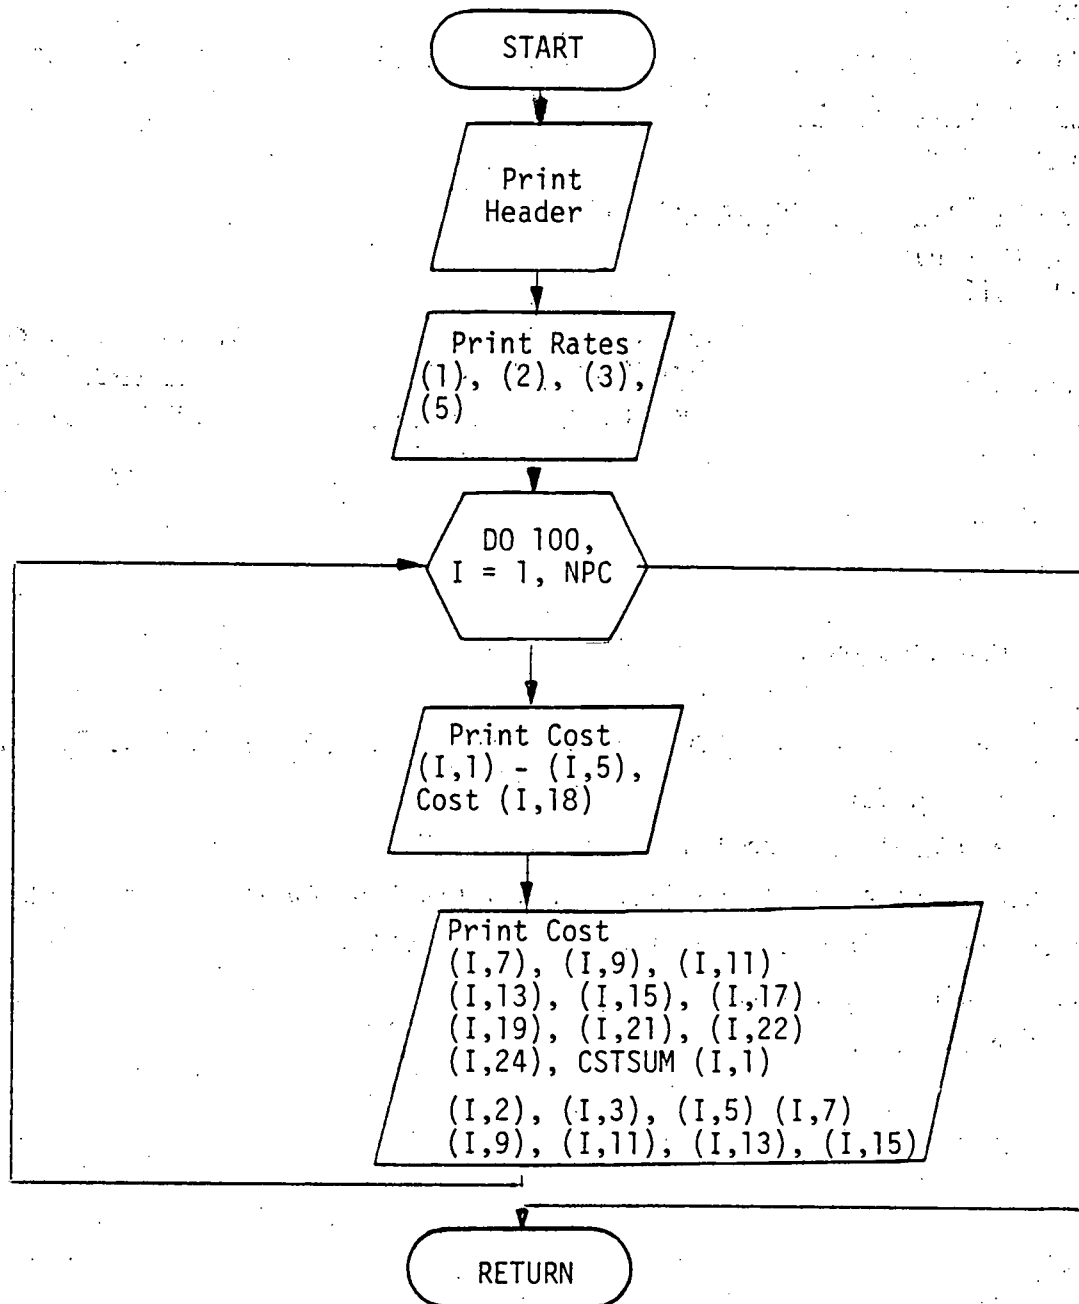 START
Print
Header
Print Rates
(1), (2), (3),
(5)
DO 100,
I = 1, NPC
Print Cost
(I,1) - (I,5),
Cost (I,18)
Print Cost
(I,7), (I,9), (I,11)
(I,13), (I,15), (I,17)
(I,19), (I,21), (I,22)
(I,24), CSTSUM (I,1)
(I,2), (I,3), (I,5) (I,7)
(I,9), (I,11), (I,13), (I,15)
RETURN